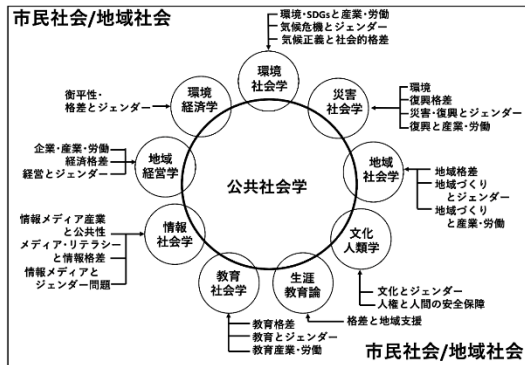 市民社会/地域社会
環境・SDGsと産業・労働
気候危機とジェンダー
気候正義と社会的格差
環境
社会学
環境
経済学
衡平性・
格差とジェンダー
災害
社会学
環境
復興格差
災害・復興とジェンダー
復興と産業・労働
企業・産業・労働
経済格差
経営とジェンダー
地域
経営学
公共社会学
地域
社会学
地域格差
地域づくり
とジェンダー
地域づくり
と産業・労働
情報メディア産業
と公共性
メディア・リテラシー
と情報格差
情報メディアと
ジェンダー問題
情報
社会学
文化
人類学
文化とジェンダー
人権と人間の安全保障
教育
社会学
生涯
教育論
教育格差
教育とジェンダー
教育産業・労働
格差と地域支援
市民社会/地域社会